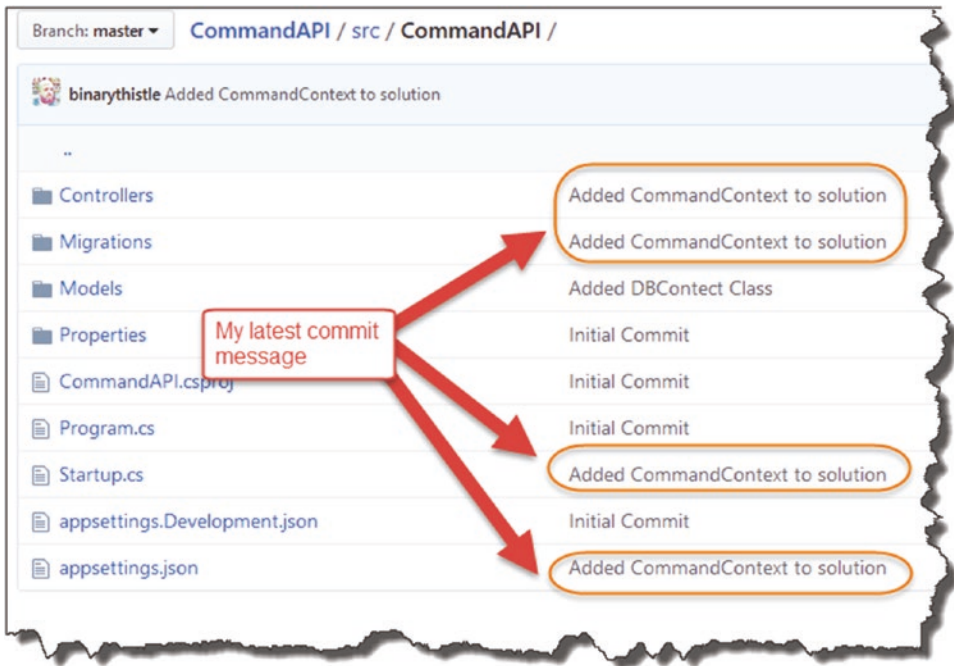 Branch: master CommandAPI / src / CommandAPI /
binarythistle Added CommandContext to solution
..
Controllers Added CommandContext to solution
Migrations Added CommandContext to solution
Models Added DBContect Class
Properties Initial Commit
My latest commit
message
CommandAPI.csproj Initial Commit
Program.cs Initial Commit
Startup.cs Added CommandContext to solution
appsettings.Development.json Initial Commit
appsettings.json Added CommandContext to solution